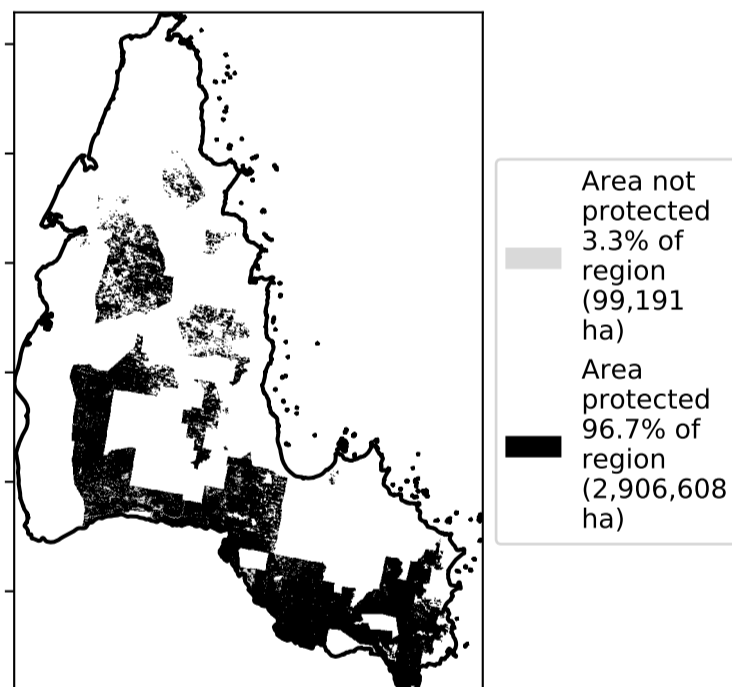 Area not
protected
3.3% of
region
(99,191
ha)
Area
protected
96.7% of
region
(2,906,608
ha)